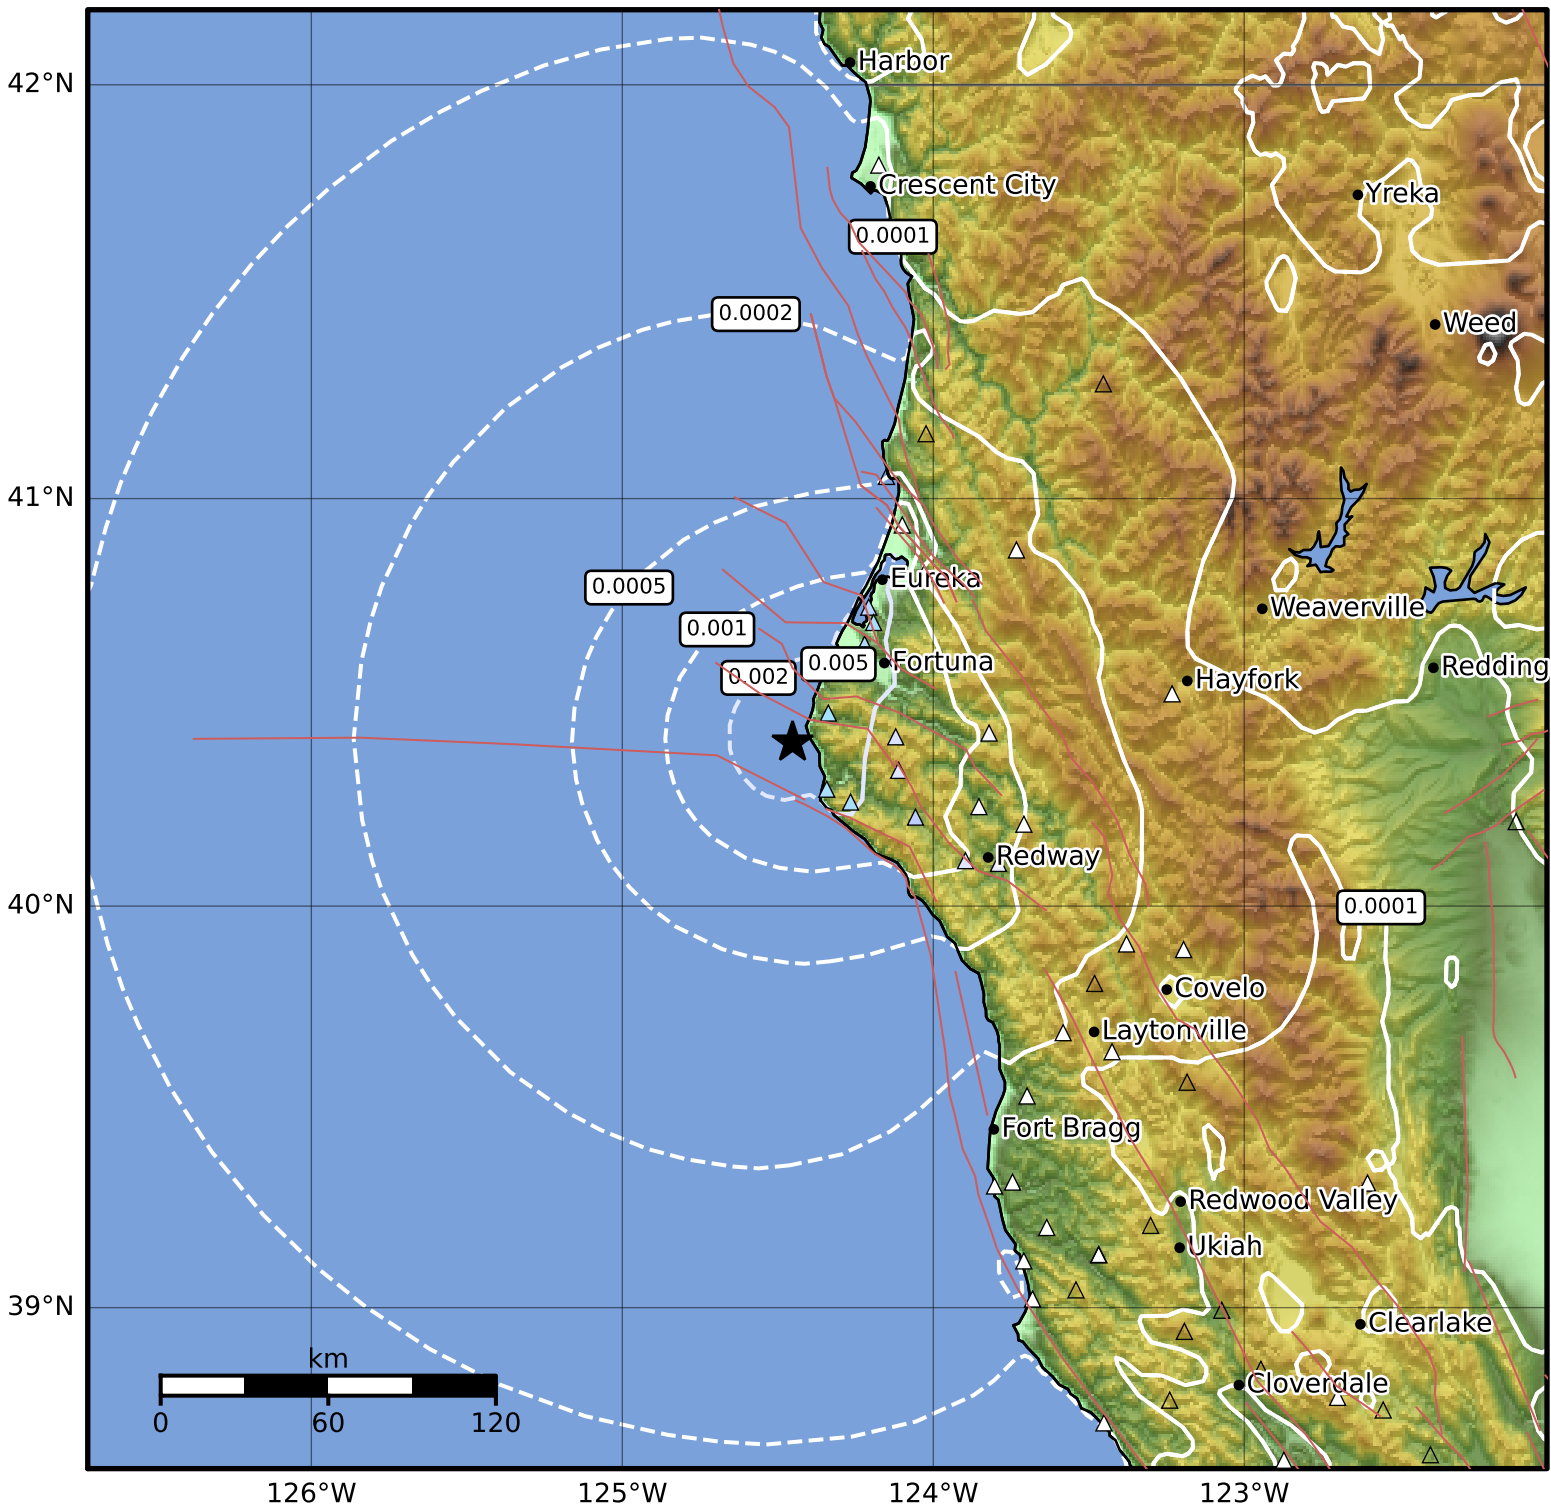 42°N
41°N
40°N
39°N
Harbor
Crescent City
0.0001
Yreka
0.0002
Weed
Eureka
0.0005
Weaverville
0.001
0.005
Fortuna
0.002
Hayfork
Redding
Redway
0.0001
Covelo
Laytonville
Fort Bragg
Redwood Valley
Ukiah
Clearlake
Cloverdale
km
0 60 120
126°W 125°W 124°W 123°W